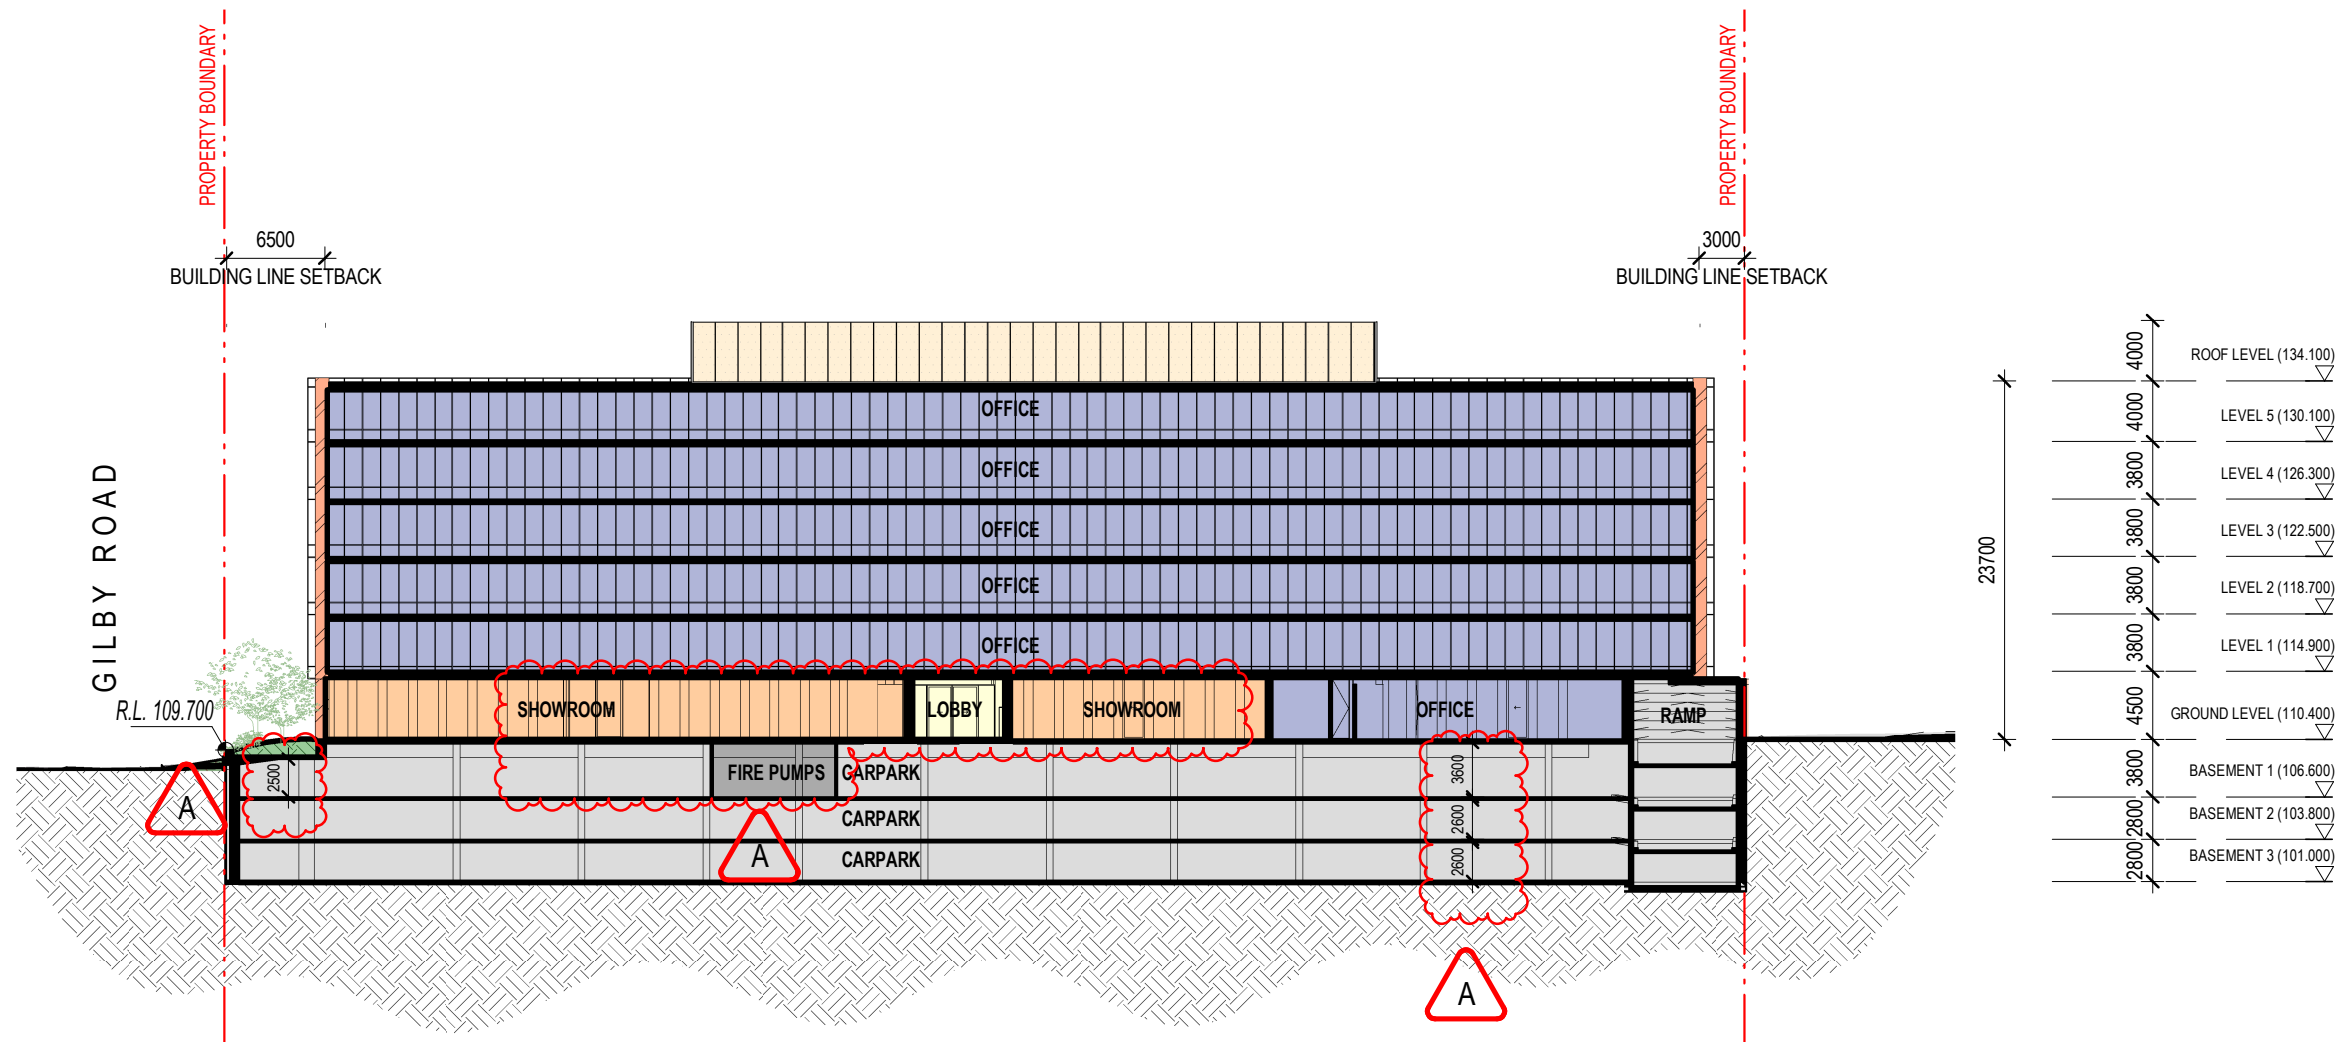 PROPERTY BOUNDARY
PROPERTY BOUNDARY
6500
BUILDING LINE SETBACK
3000
BUILDING LINE SETBACK
GILBY ROAD
R.L. 109.700
OFFICE
OFFICE
OFFICE
OFFICE
OFFICE
SHOWROOM
LOBBY
SHOWROOM
OFFICE
RAMP
FIRE PUMPS
CARPARK
CARPARK
CARPARK
2500
3600
2600
2600
A
A
A
23700
4000
4000
3800
3800
3800
3800
4500
3800
2800
2800
ROOF LEVEL (134.100)
LEVEL 5 (130.100)
LEVEL 4 (126.300)
LEVEL 3 (122.500)
LEVEL 2 (118.700)
LEVEL 1 (114.900)
GROUND LEVEL (110.400)
BASEMENT 1 (106.600)
BASEMENT 2 (103.800)
BASEMENT 3 (101.000)